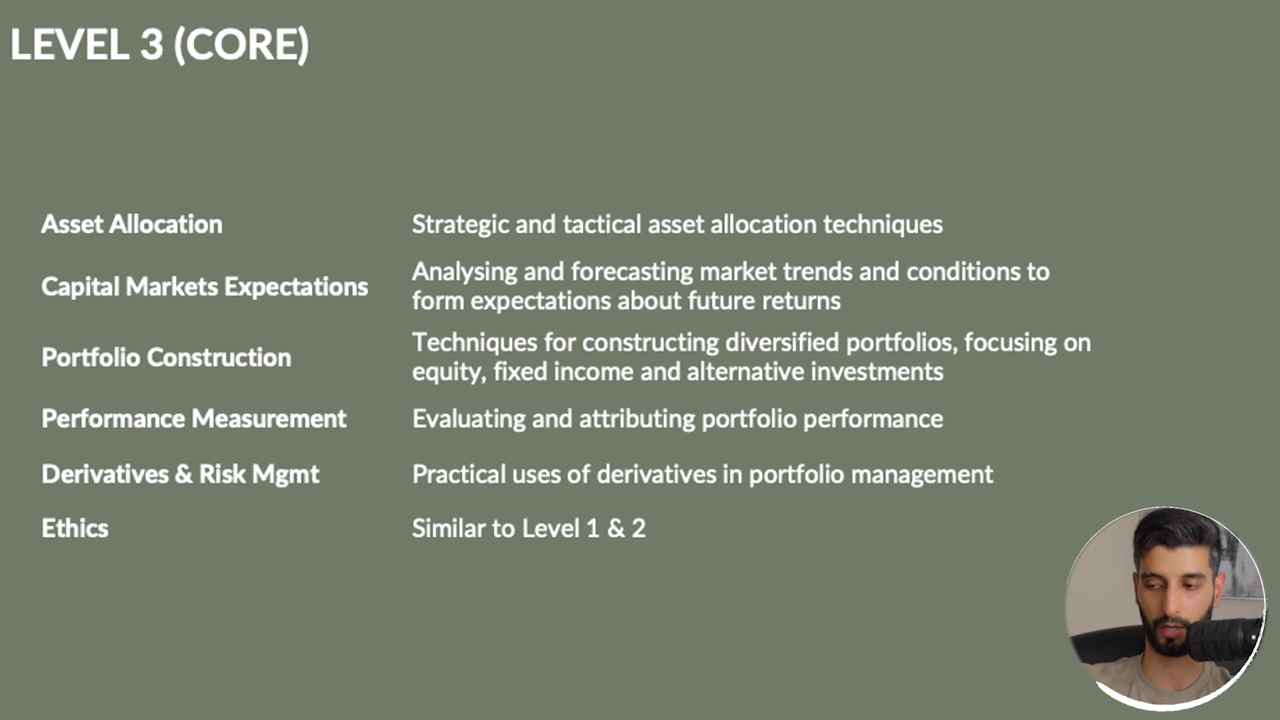 LEVEL 3 (CORE)
Asset Allocation
Strategic and tactical asset allocation techniques
Capital Markets Expectations
Analysing and forecasting market trends and conditions to
form expectations about future returns
Portfolio Construction
Techniques for constructing diversified portfolios, focusing on
equity, fixed income and alternative investments
Performance Measurement
Evaluating and attributing portfolio performance
Derivatives & Risk Mgmt
Practical uses of derivatives in portfolio management
Ethics
Similar to Level 1 & 2